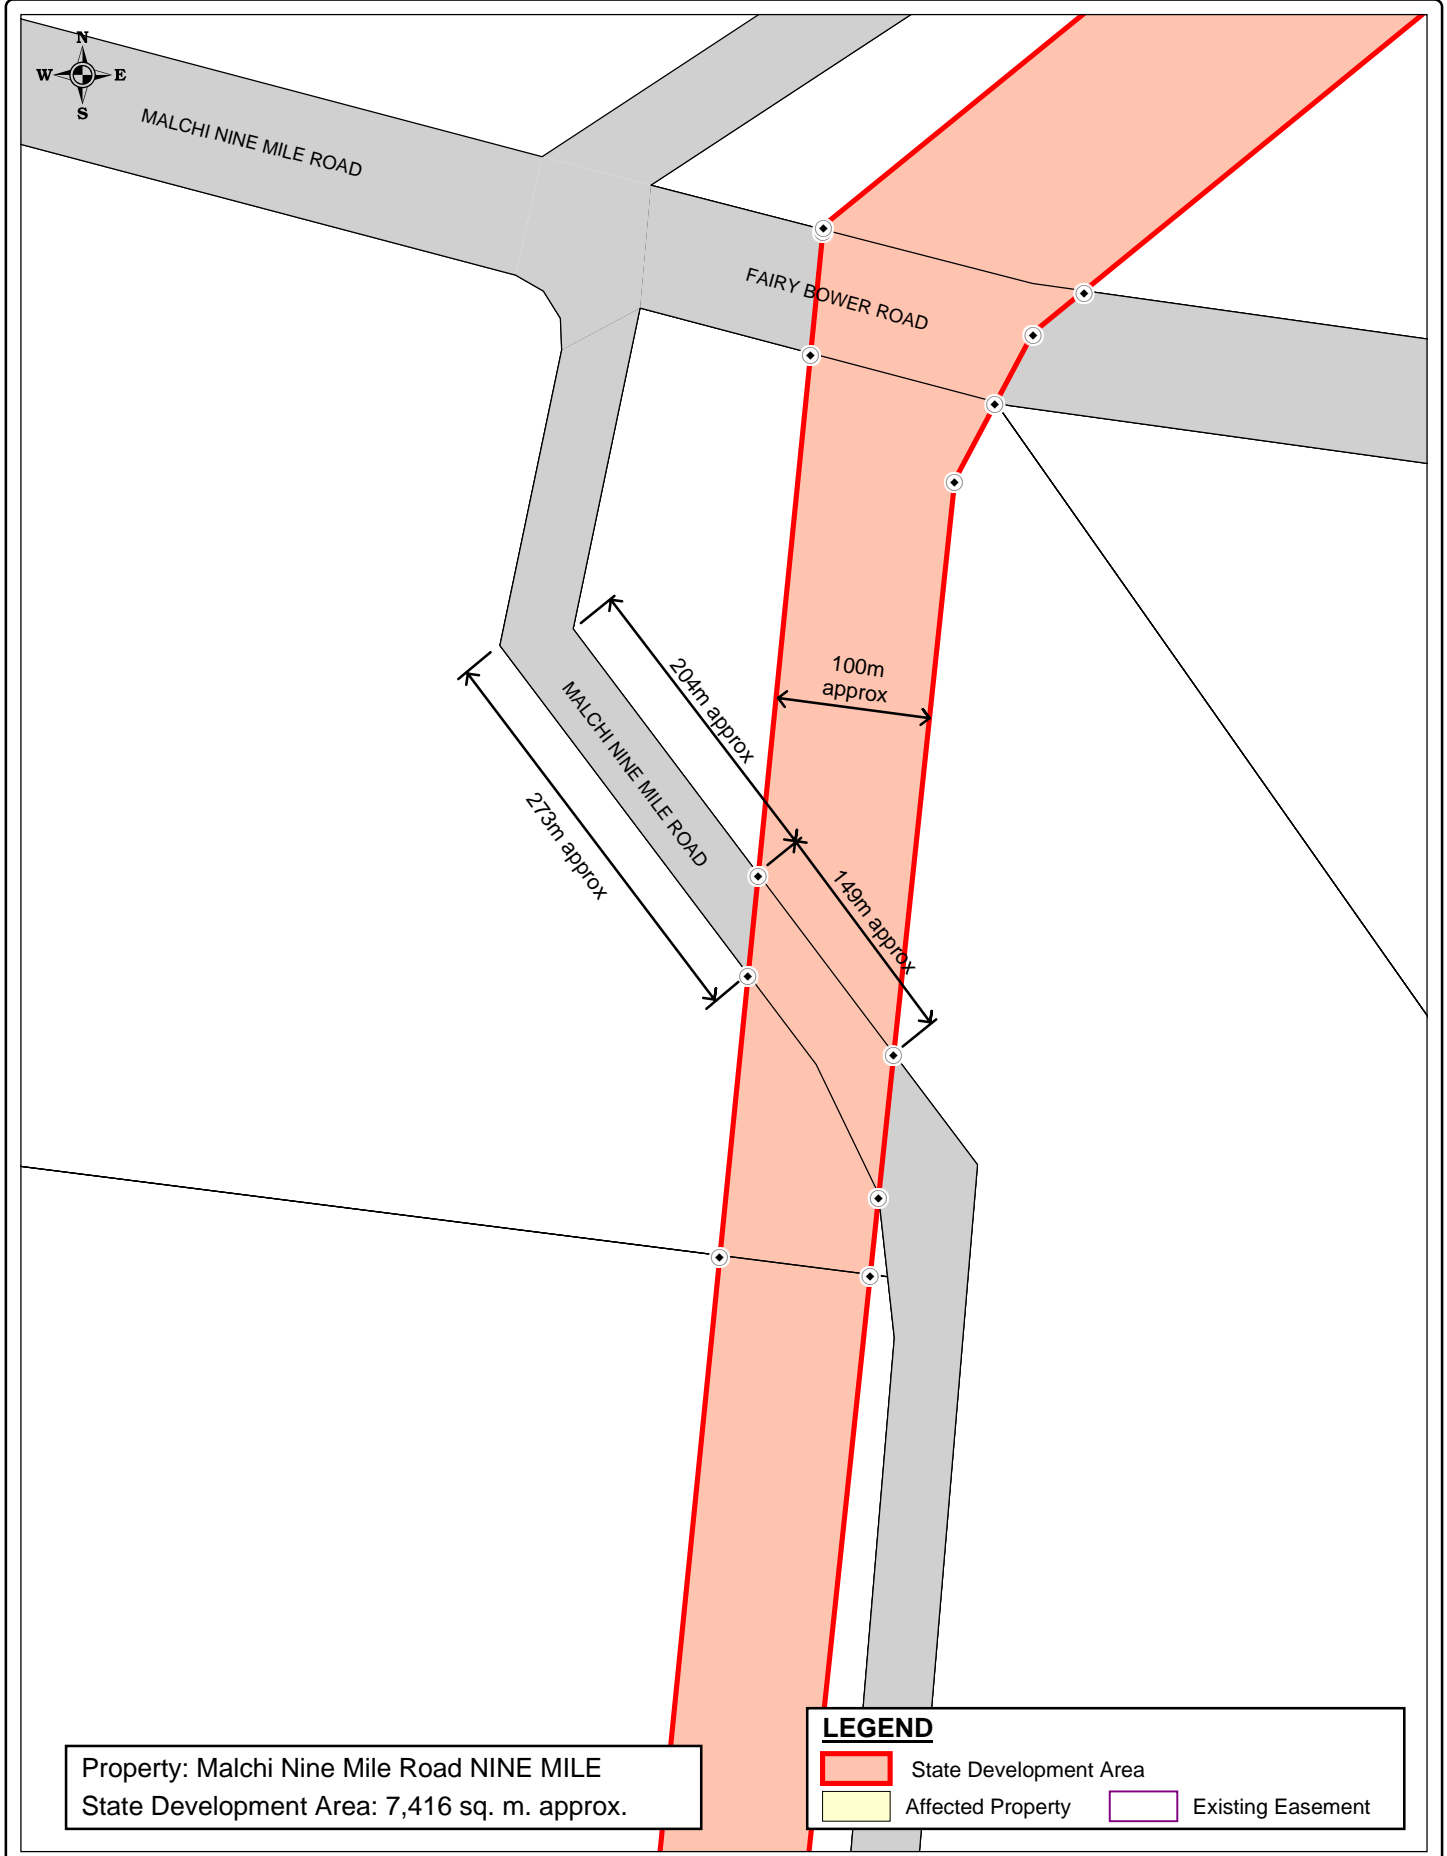 N
W E
S
MALCHI NINE MILE ROAD
FAIRY BOWER ROAD
100m
approx
204m approx
MALCHI NINE MILE ROAD
273m approx
149m approx
LEGEND
State Development Area
Affected Property Existing Easement
Property: Malchi Nine Mile Road NINE MILE
State Development Area: 7,416 sq. m. approx.